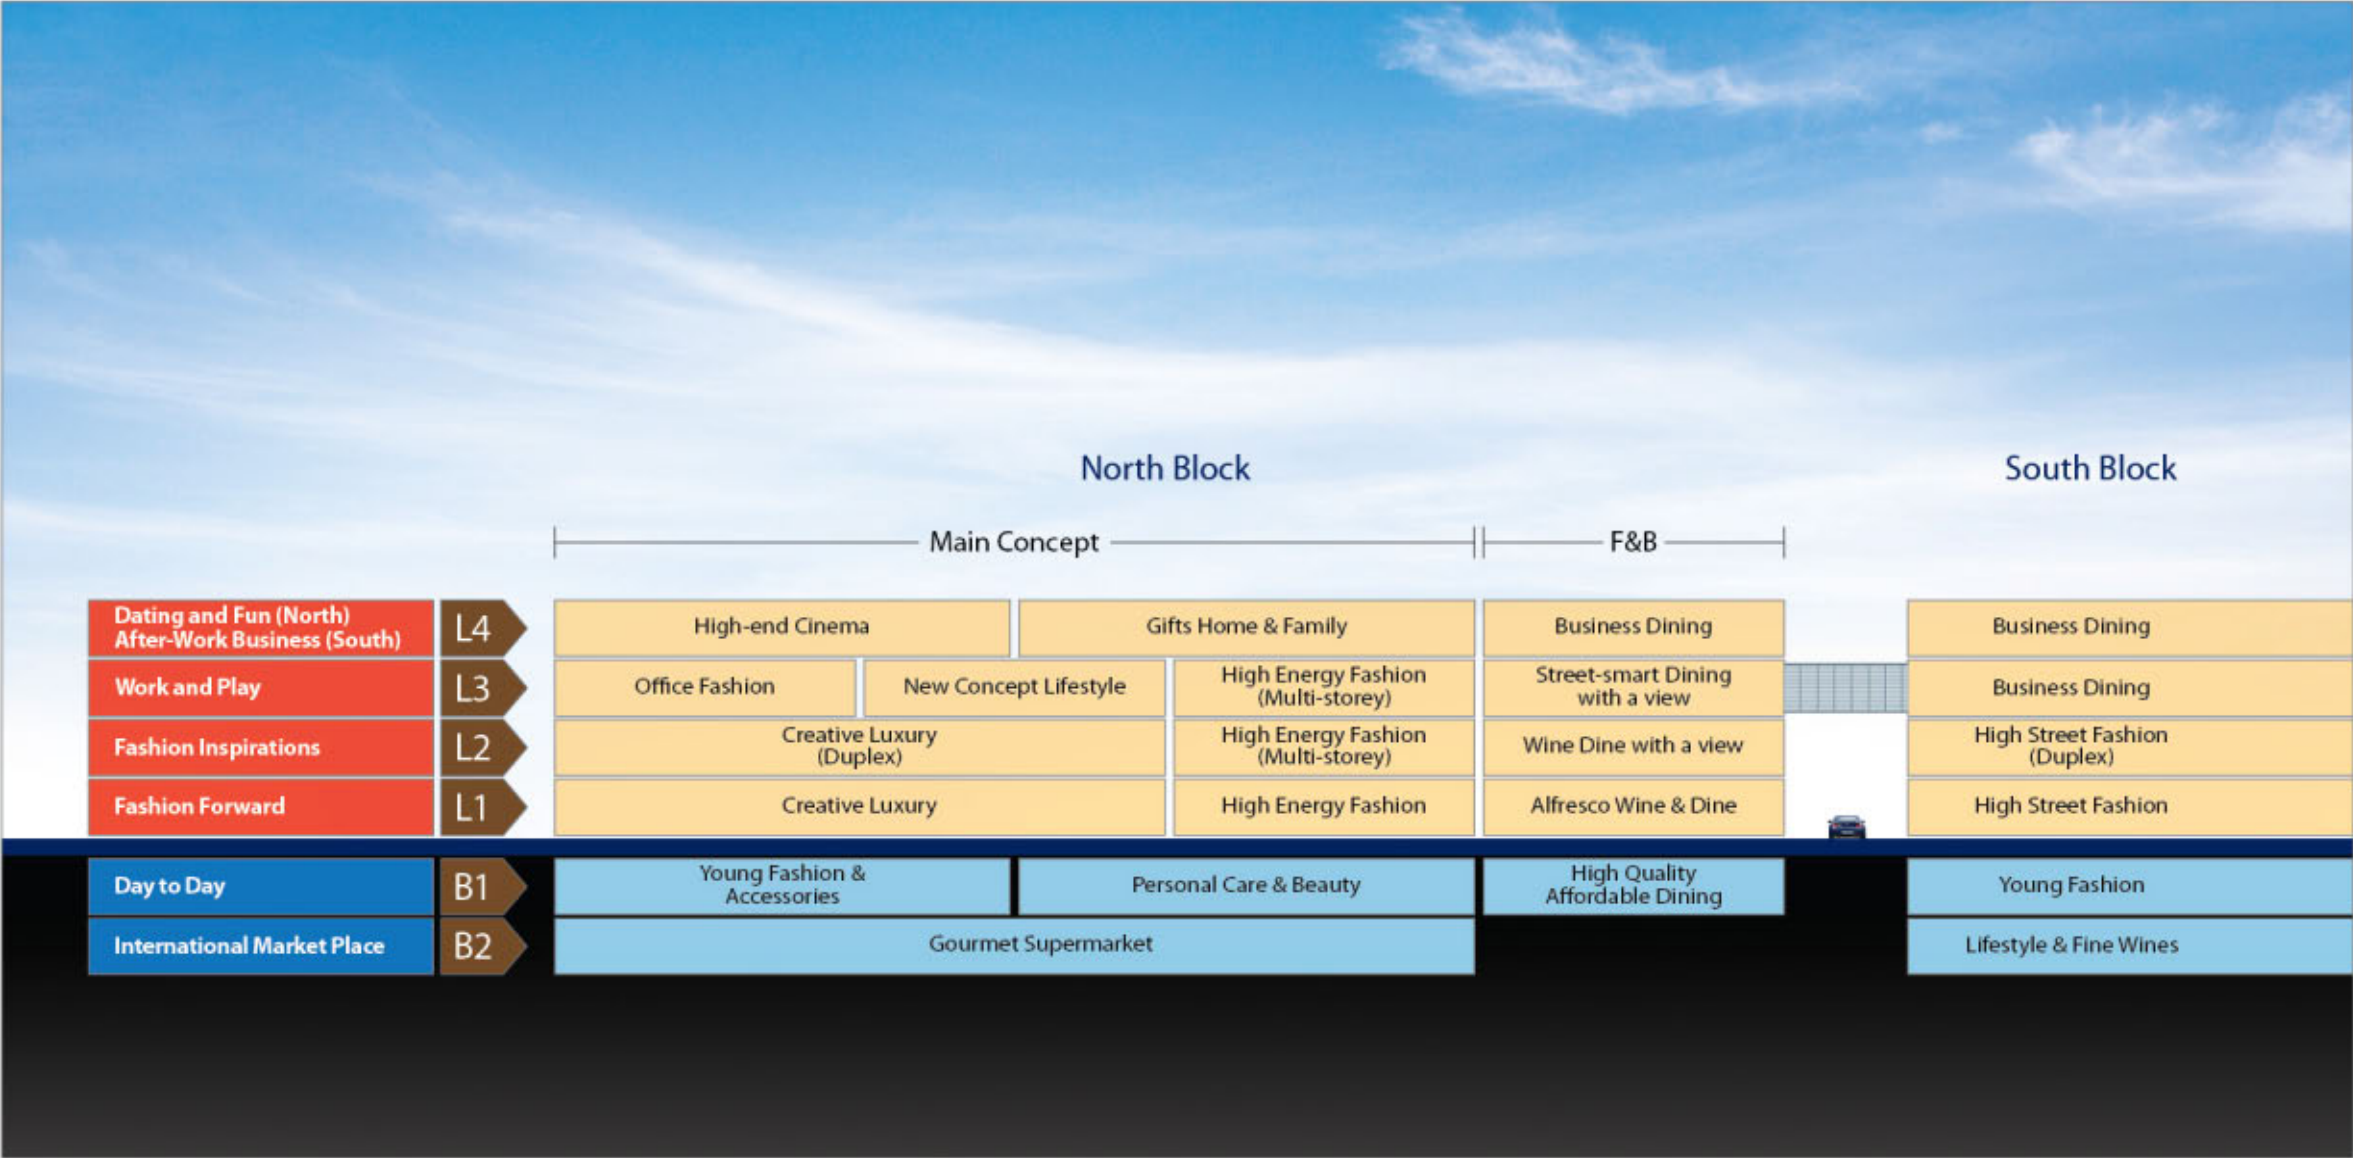 North Block
South Block
Main Concept
F&B
Dating and Fun (North)
After-Work Business (South)
L4
High-end Cinema
Gifts Home & Family
Business Dining
Business Dining
Work and Play
L3
Office Fashion
New Concept Lifestyle
High Energy Fashion
(Multi-storey)
Street-smart Dining
with a view
Business Dining
Fashion Inspirations
L2
Creative Luxury
(Duplex)
High Energy Fashion
(Multi-storey)
Wine Dine with a view
High Street Fashion
(Duplex)
Fashion Forward
L1
Creative Luxury
High Energy Fashion
Alfresco Wine & Dine
High Street Fashion
Day to Day
B1
Young Fashion &
Accessories
Personal Care & Beauty
High Quality
Affordable Dining
Young Fashion
International Market Place
B2
Gourmet Supermarket
Lifestyle & Fine Wines